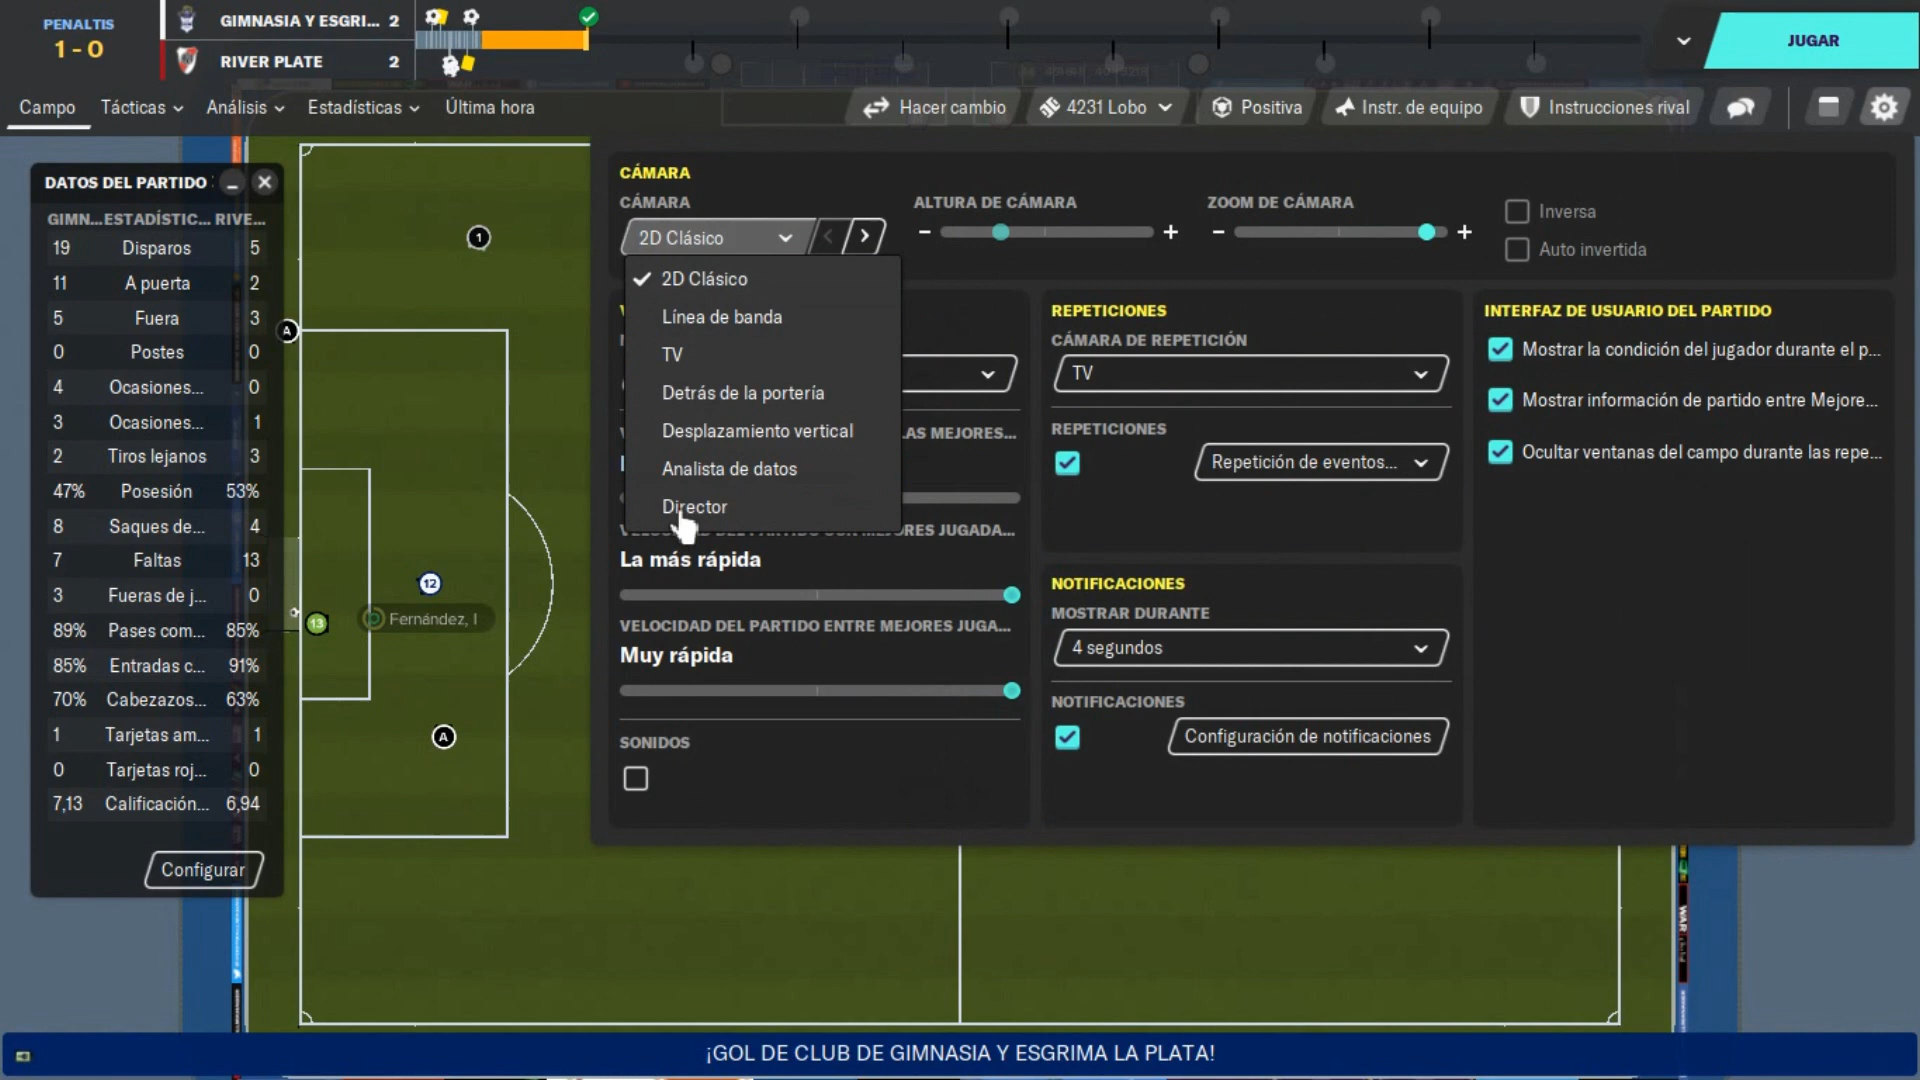 PENALTIS
1 - 0
GIMNASIA Y ESGRI... 2
RIVER PLATE 2
JUGAR
Campo Tácticas Análisis Estadísticas Última hora
Hacer cambio 4231 Lobo Positiva Instr. de equipo Instrucciones rival
DATOS DEL PARTIDO
GIMN... ESTADÍSTIC... RIVE...
19 Disparos 5
11 A puerta 2
5 Fuera 3
0 Postes 0
4 Ocasiones... 0
3 Ocasiones... 1
2 Tiros lejanos 3
47% Posesión 53%
8 Saques de... 4
7 Faltas 13
3 Fueras de j... 0
89% Pases com... 85%
85% Entradas c... 91%
70% Cabezazos... 63%
1 Tarjetas am... 1
0 Tarjetas roj... 0
7,13 Calificación... 6,94
Configurar
1
A
12
13
Fernández, I
A
CÁMARA
CÁMARA
2D Clásico
2D Clásico
Línea de banda
TV
Detrás de la portería
Desplazamiento vertical
Analista de datos
Director
ALTURA DE CÁMARA
ZOOM DE CÁMARA
Inversa
Auto invertida
LAS MEJORES...
JORES JUGADA...
La más rápida
VELOCIDAD DEL PARTIDO ENTRE MEJORES JUGA...
Muy rápida
SONIDOS
REPETICIONES
CÁMARA DE REPETICIÓN
TV
REPETICIONES
Repetición de eventos...
NOTIFICACIONES
MOSTRAR DURANTE
4 segundos
NOTIFICACIONES
Configuración de notificaciones
INTERFAZ DE USUARIO DEL PARTIDO
Mostrar la condición del jugador durante el p...
Mostrar información de partido entre Mejore...
Ocultar ventanas del campo durante las repe...
WAR
¡GOL DE CLUB DE GIMNASIA Y ESGRIMA LA PLATA!